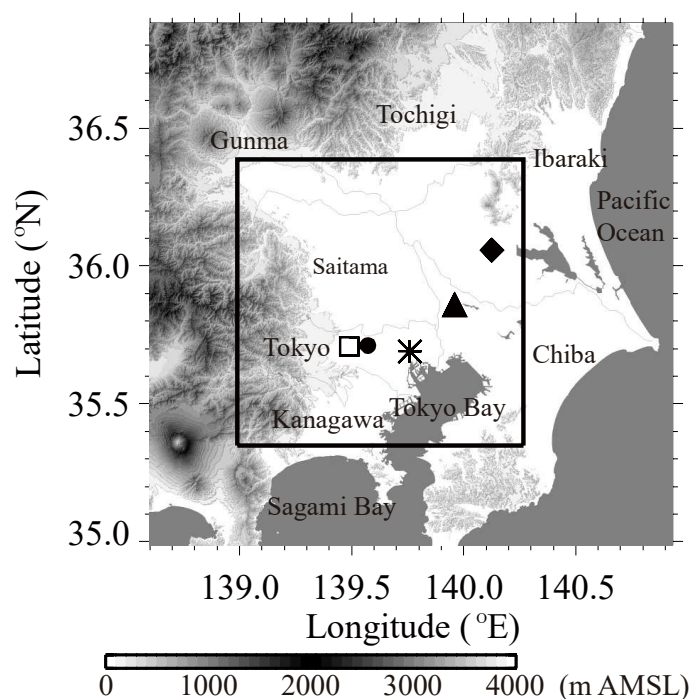 Tochigi
36.5
Gunma
Ibaraki
Pacific
Ocean
36.0
Saitama
Latitude (°N)
Tokyo
Chiba
35.5
Kanagawa
Tokyo Bay
Sagami Bay
35.0
139.0 139.5 140.0 140.5
Longitude (°E)
0 1000 2000 3000 4000 (m AMSL)